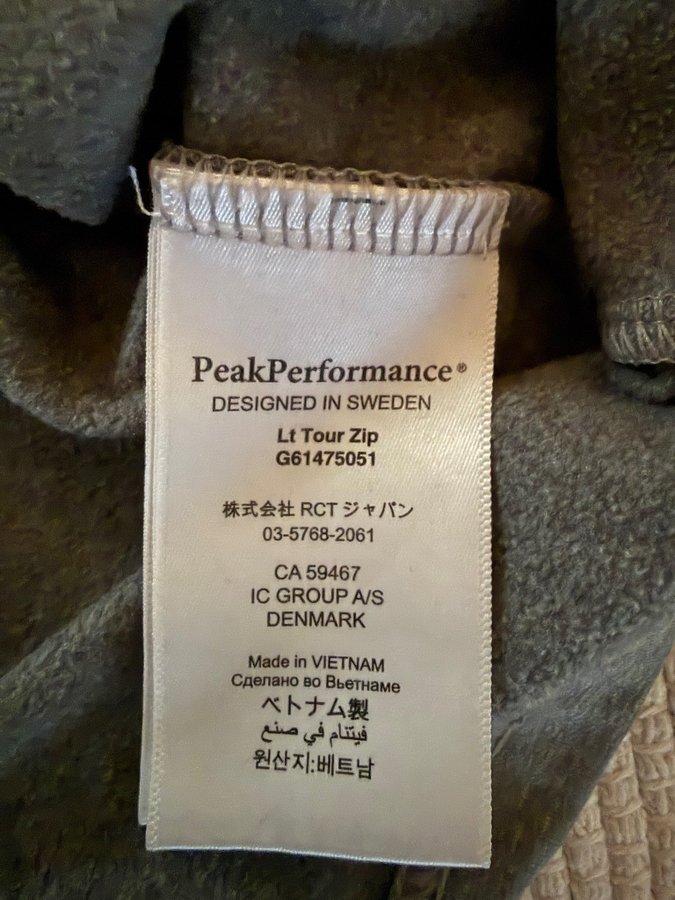 PeakPerformance®
DESIGNED IN SWEDEN
Lt Tour Zip
G61475051
株式会社 RCT ジャパン
03-5768-2061
CA 59467
IC GROUP A/S
DENMARK
Made in VIETNAM
Сделано во Вьетнаме
ベトナム製
فيتنام في صنع
원산지:베트남